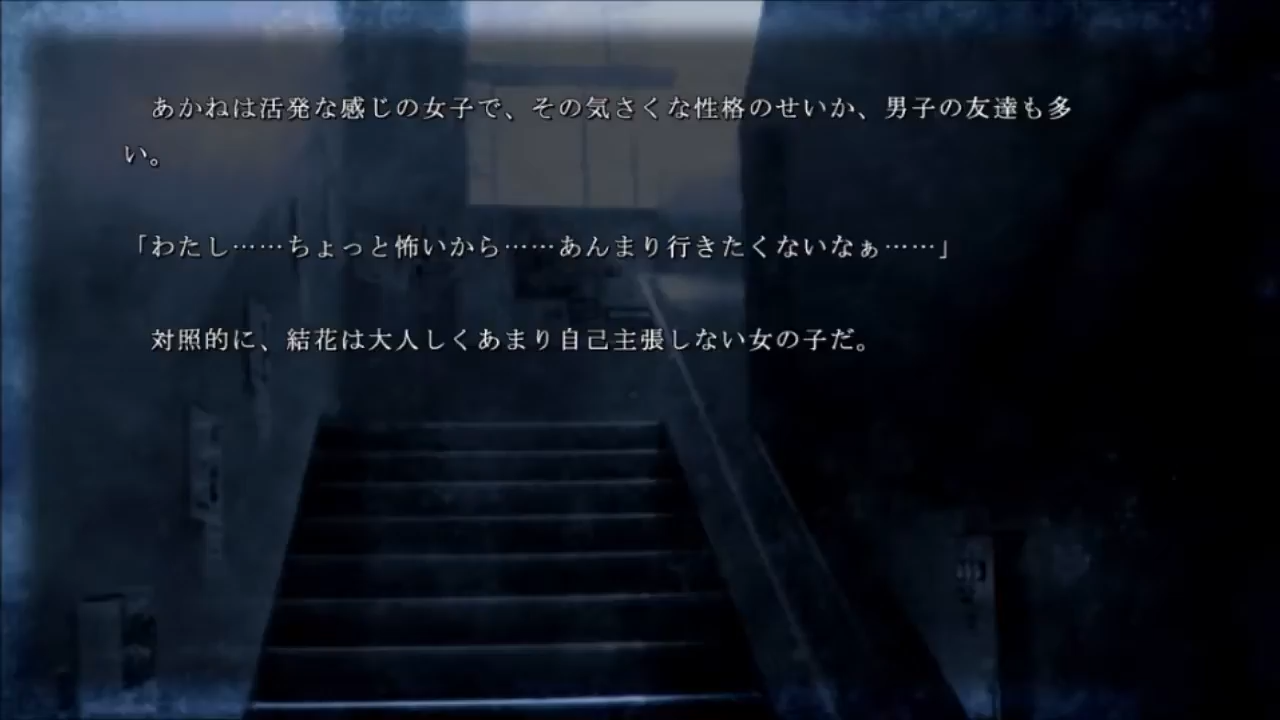 あかねは活発な感じの女子で、その気さくな性格のせいか、男子の友達も多
い。
「わたし……ちょっと怖いから……あんまり行きたくないなぁ……」
対照的に、結花は大人しくあまり自己主張しない女の子だ。